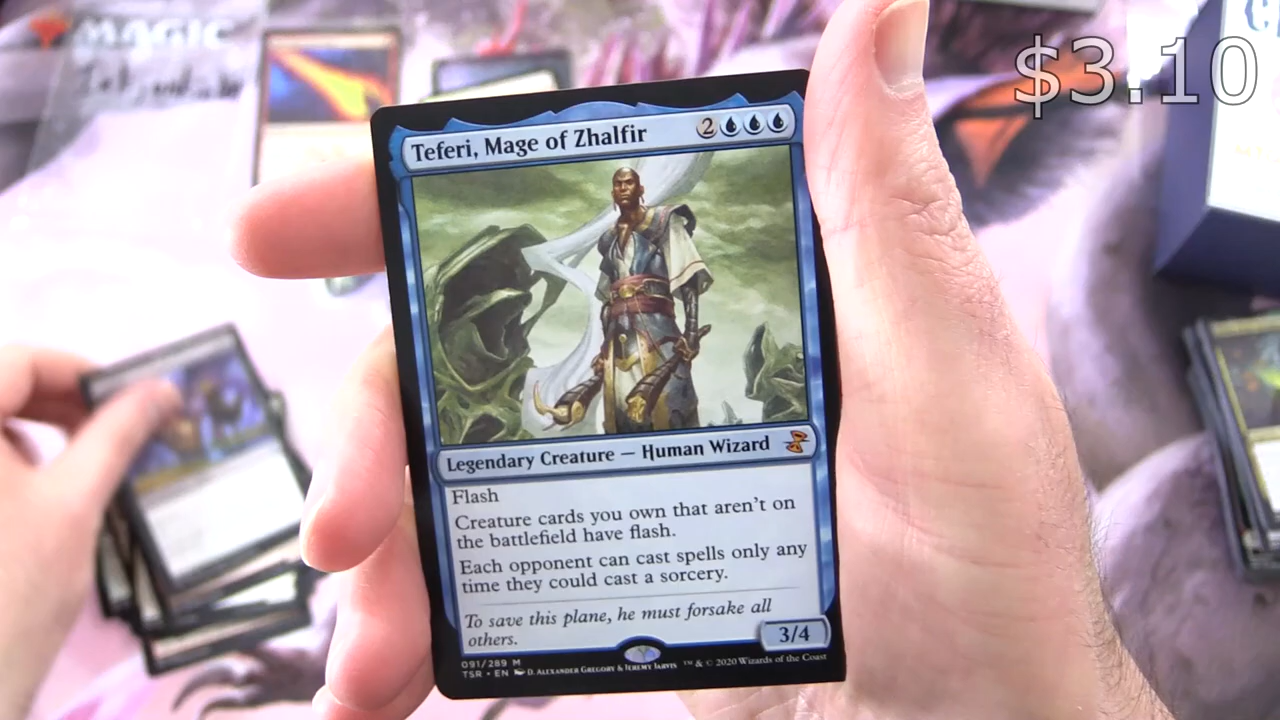 MAGIC
$3.10
Teferi, Mage of Zhalfir 2
Legendary Creature — Human Wizard
Flash
Creature cards you own that aren't on
the battlefield have flash.
Each opponent can cast spells only any
time they could cast a sorcery.
To save this plane, he must forsake all
others.
3/4
091/289 M
TSR • EN D. Alexander Gregory & Jeremy Jarvis ™ & © 2020 Wizards of the Coast